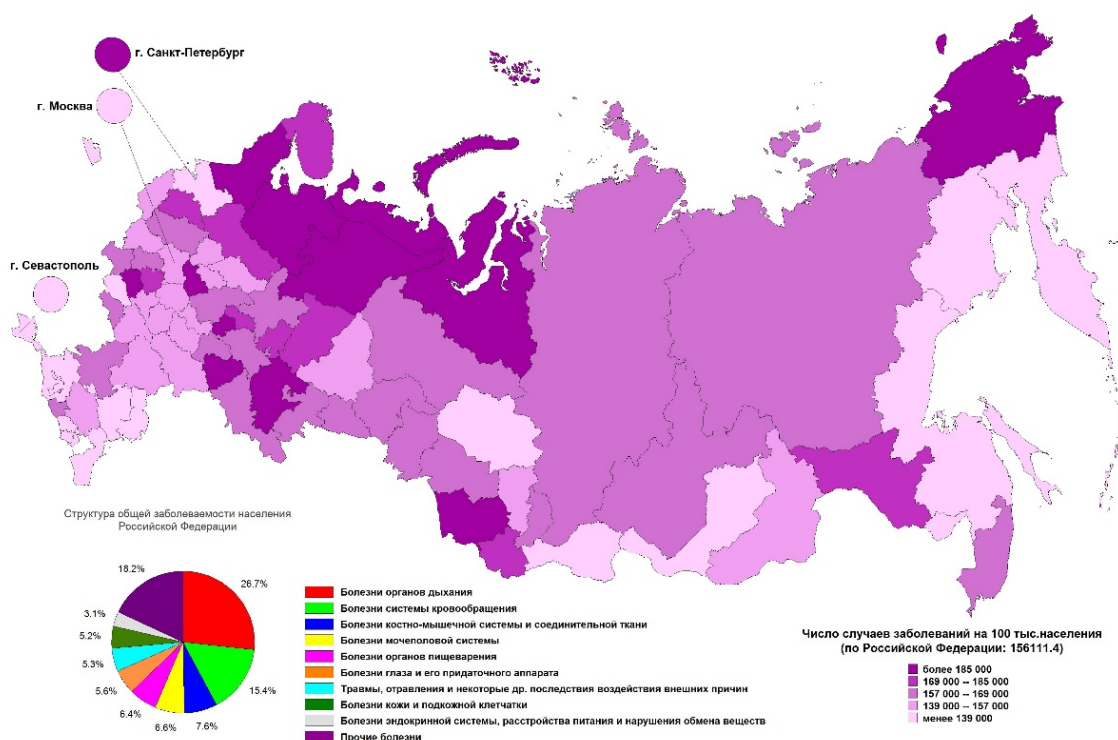 г. Санкт-Петербург
г. Москва
г. Севастополь
Структура общей заболеваемости населения
Российской Федерации
18.2%
26.7%
3.1%
5.2%
5.3%
5.6%
6.4%
6.6%
7.6%
15.4%
Болезни органов дыхания
Болезни системы кровообращения
Болезни костно-мышечной системы и соединительной ткани
Болезни мочеполовой системы
Болезни органов пищеварения
Болезни глаза и его придаточного аппарата
Травмы, отравления и некоторые др. последствия воздействия внешних причин
Болезни кожи и подкожной клетчатки
Болезни эндокринной системы, расстройства питания и нарушения обмена веществ
Прочие болезни
Число случаев заболеваний на 100 тыс.населения
(по Российской Федерации: 156111.4)
более 185 000
169 000 -- 185 000
157 000 -- 169 000
139 000 -- 157 000
менее 139 000